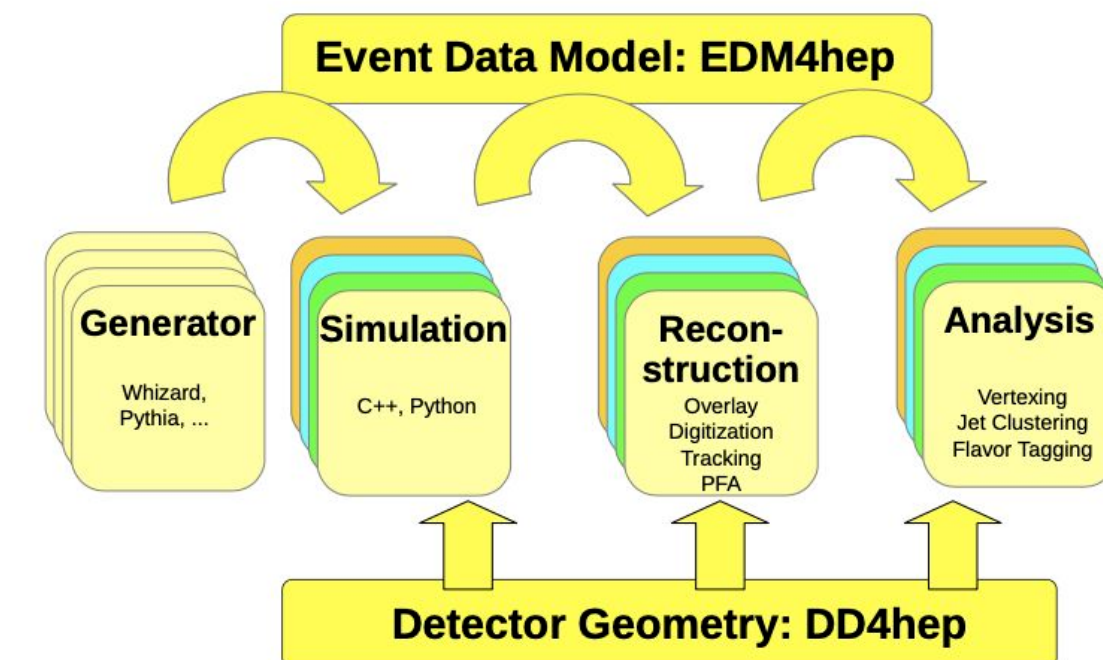 Event Data Model: EDM4hep
Generator
Whizard,
Pythia, ...
Simulation
C++, Python
Recon-
struction
Overlay
Digitization
Tracking
PFA
Analysis
Vertexing
Jet Clustering
Flavor Tagging
Detector Geometry: DD4hep